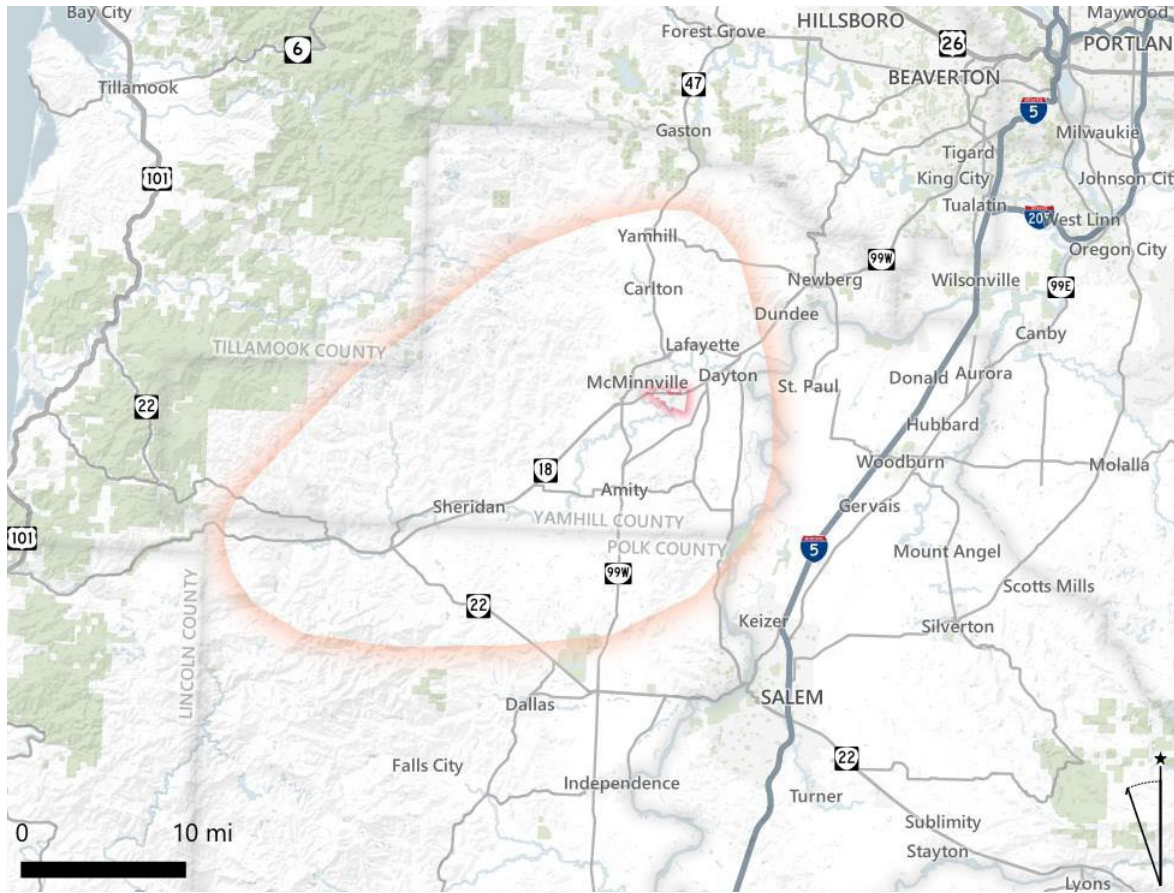 Bay City
6
HILLSBORO
Maywood
Forest Grove
26
PORTLAN
Tillamook
47
BEAVERTON
5
Gaston
Milwaukie
Tigard
101
King City
Johnson Cit
Tualatin
205
West Linn
Yamhill
Oregon City
99W
Newberg
Wilsonville
Carlton
99E
Dundee
Canby
TILLAMOOK COUNTY
Lafayette
McMinnville
Dayton
St. Paul
Donald
Aurora
22
Hubbard
Woodburn
Molalla
18
Sheridan
Amity
Gervais
YAMHILL COUNTY
101
POLK COUNTY
5
Mount Angel
99W
Scotts Mills
22
LINCOLN COUNTY
Keizer
Silverton
Dallas
SALEM
Falls City
22
Independence
Turner
0
10 mi
Sublimity
Stayton
Lyons